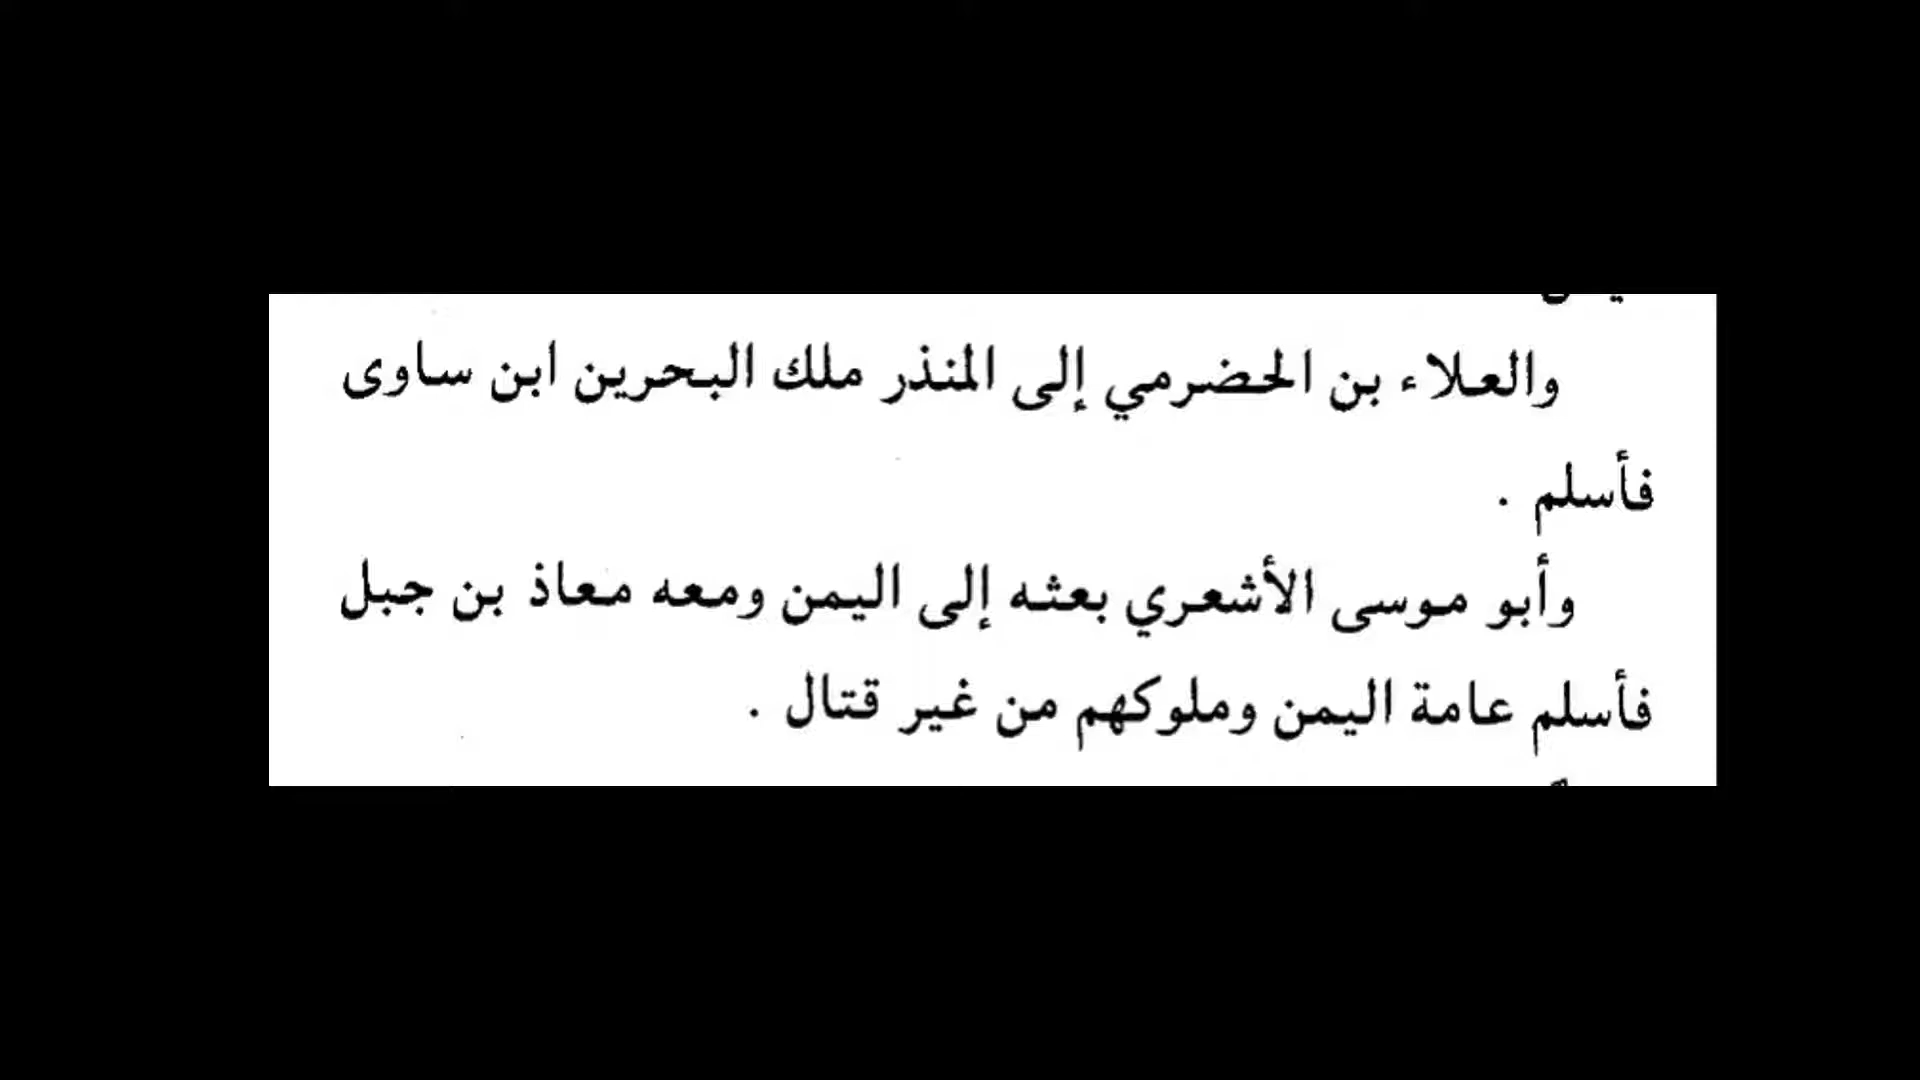 والعلاء بن الحضرمي إلى المنذر ملك البحرين ابن ساوى
فأسلم .
وأبو موسى الأشعري بعثه إلى اليمن ومعه معاذ بن جبل
فأسلم عامة اليمن وملوكهم من غير قتال .